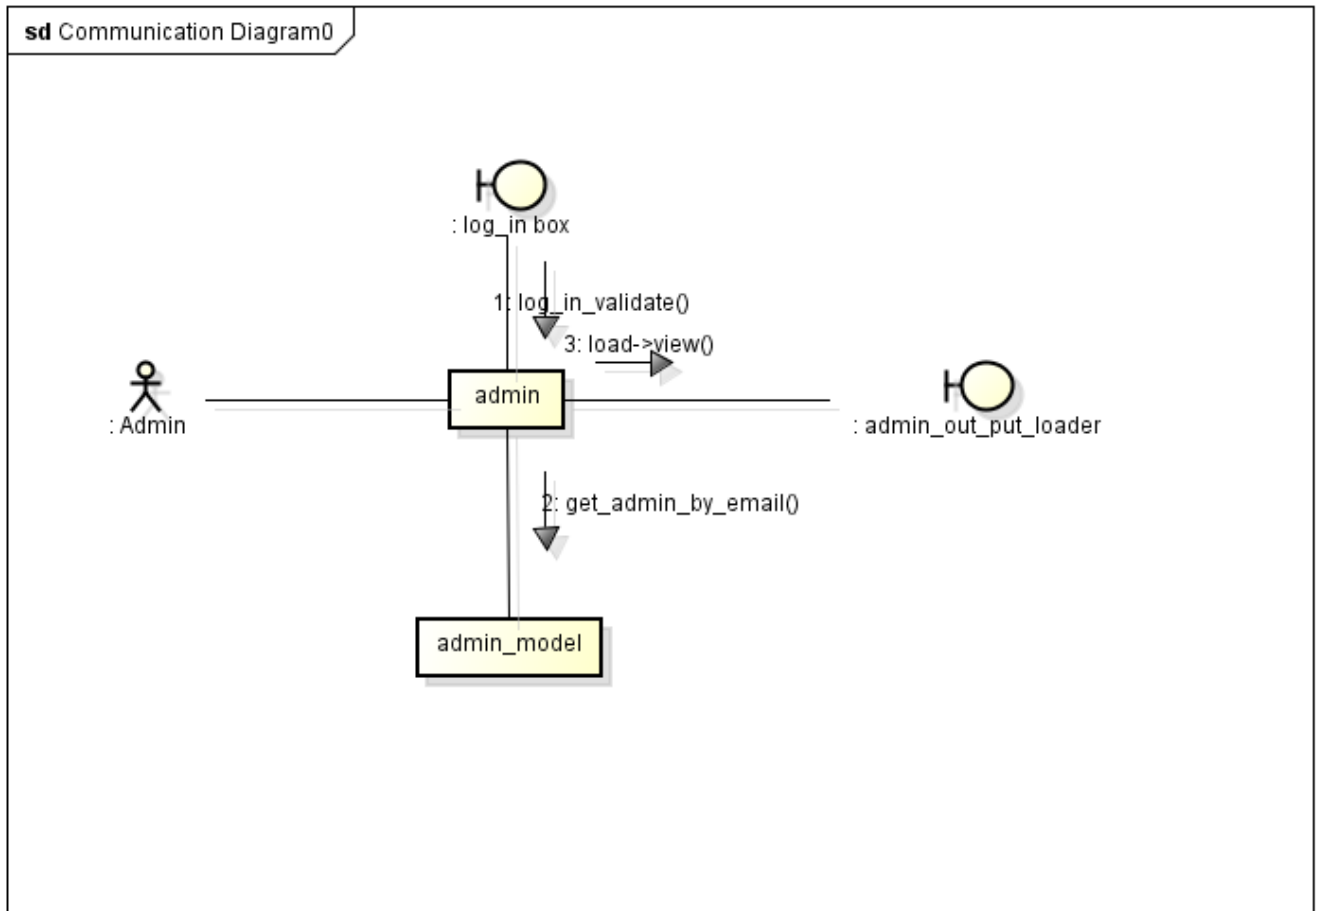 sd Communication Diagram0
: log_in box
1: log_in_validate()
3: load->view()
admin
: Admin
: admin_out_put_loader
2: get_admin_by_email()
admin_model